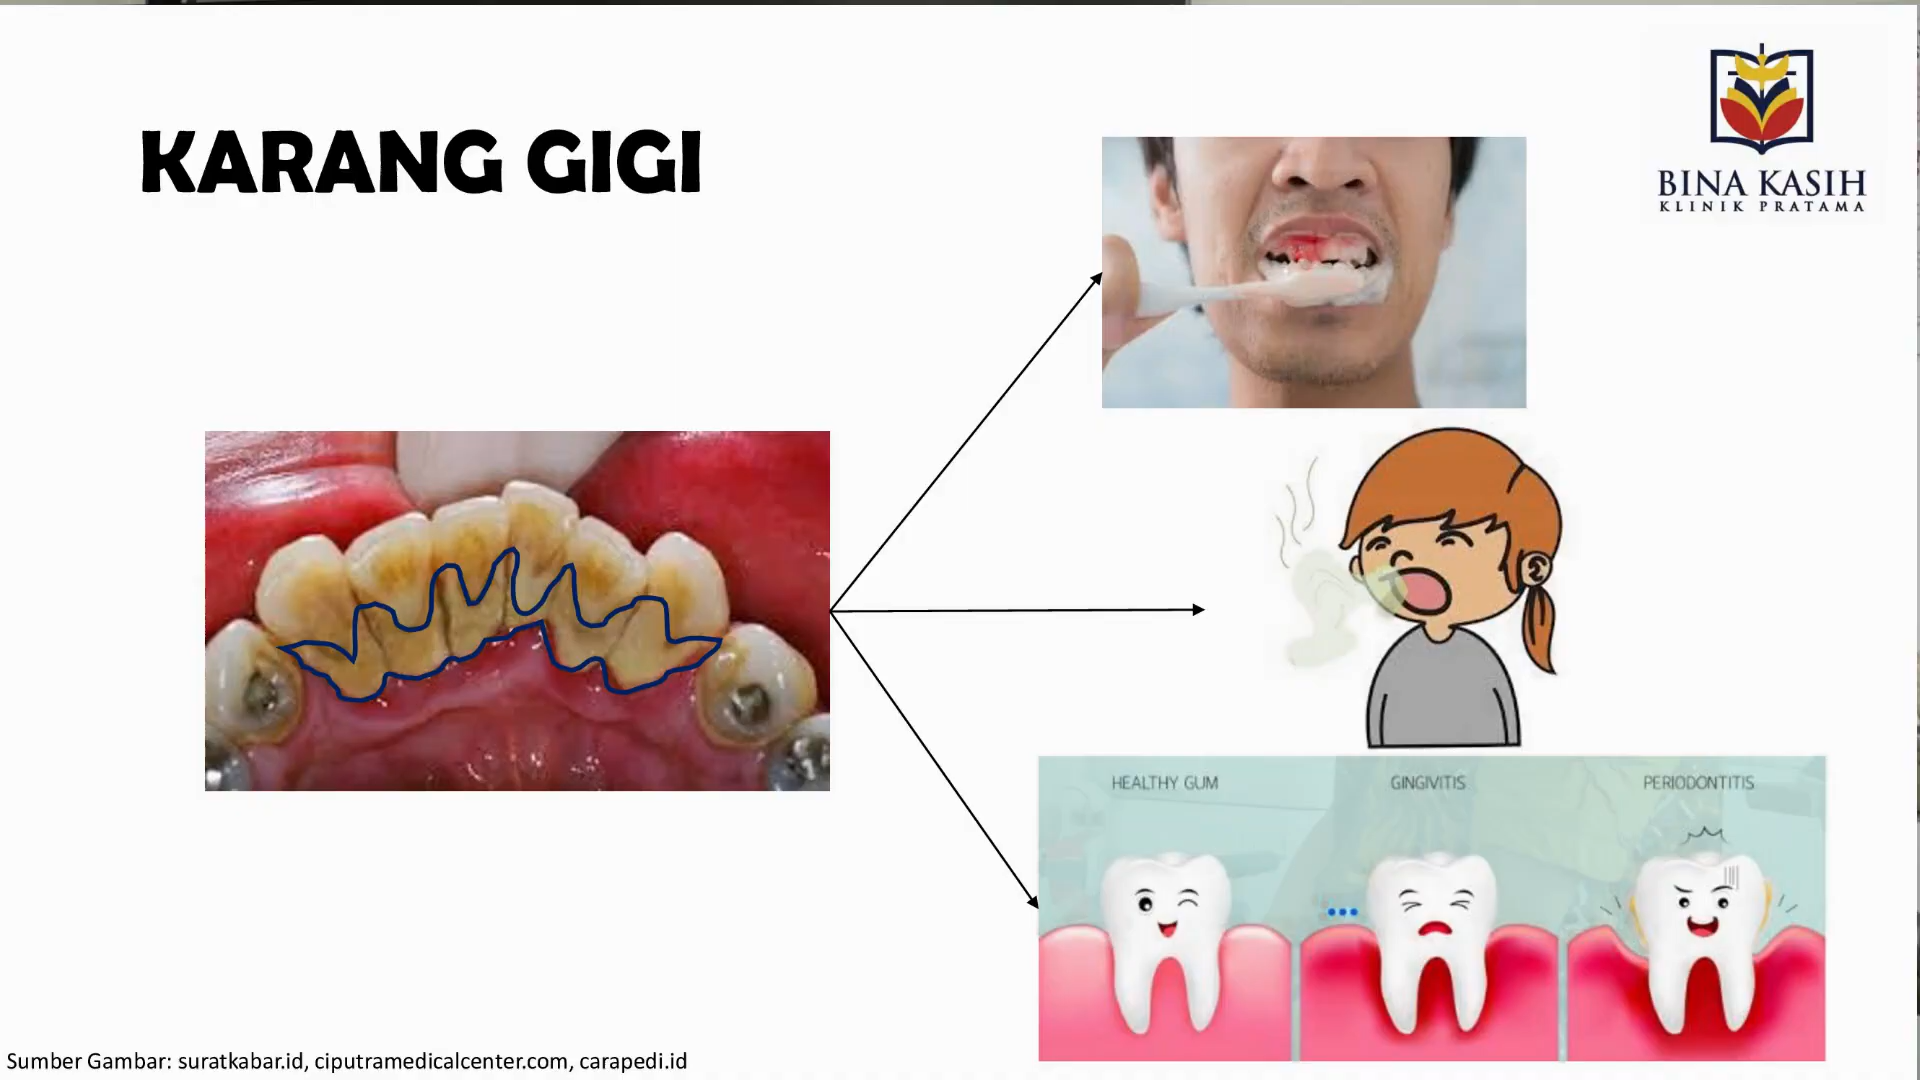 KARANG GIGI
BINA KASIH
KLINIK PRATAMA
HEALTHY GUM
GINGIVITIS
PERIODONTITIS
Sumber Gambar: suratkabar.id, ciputramedicalcenter.com, carapedi.id